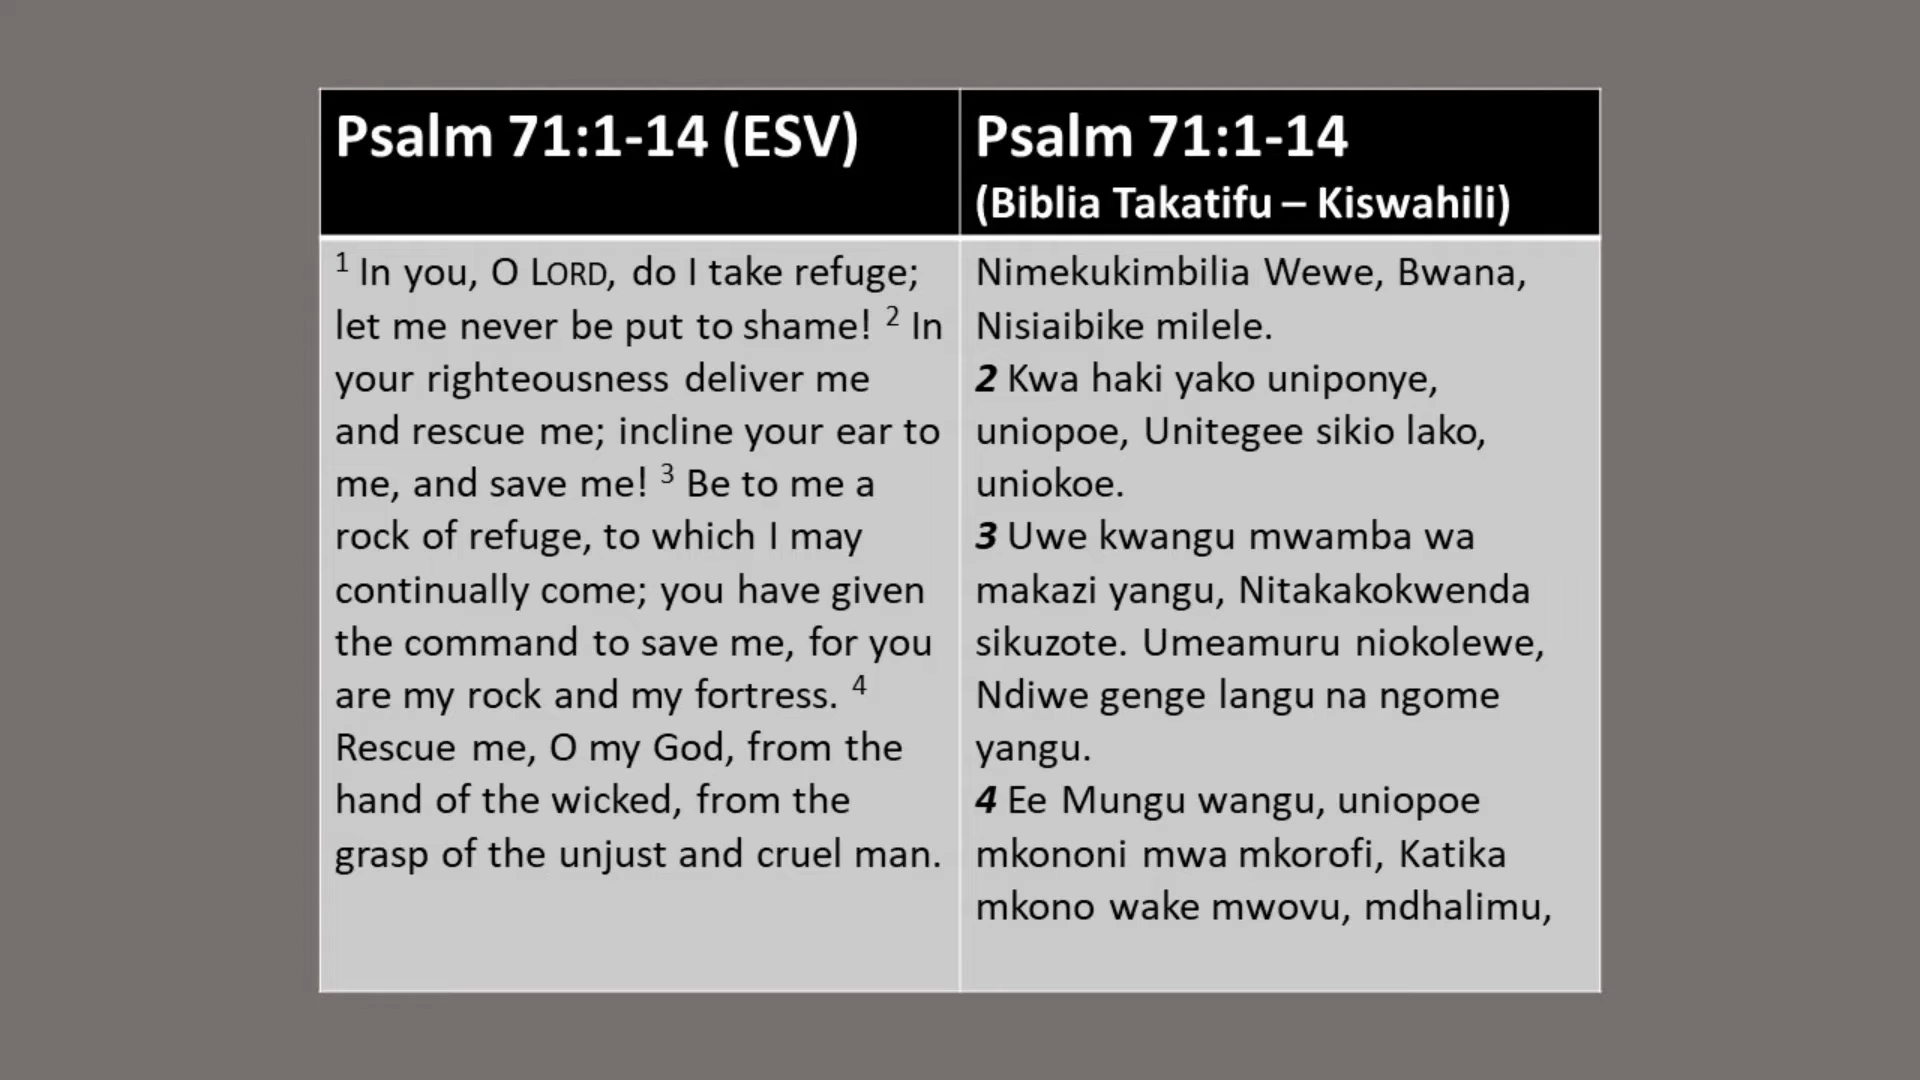 Psalm 71:1-14 (ESV)
1 In you, O LORD, do I take refuge;
let me never be put to shame! 2 In
your righteousness deliver me
and rescue me; incline your ear to
me, and save me! 3 Be to me a
rock of refuge, to which I may
continually come; you have given
the command to save me, for you
are my rock and my fortress. 4
Rescue me, O my God, from the
hand of the wicked, from the
grasp of the unjust and cruel man.
Psalm 71:1-14
(Biblia Takatifu – Kiswahili)
Nimekukimbilia Wewe, Bwana,
Nisiaibike milele.
2 Kwa haki yako uniponye,
uniopoe, Unitegee sikio lako,
uniokoe.
3 Uwe kwangu mwamba wa
makazi yangu, Nitakakokwenda
sikuzote. Umeamuru niokolewe,
Ndiwe genge langu na ngome
yangu.
4 Ee Mungu wangu, uniopoe
mkononi mwa mkorofi, Katika
mkono wake mwovu, mdhalimu,